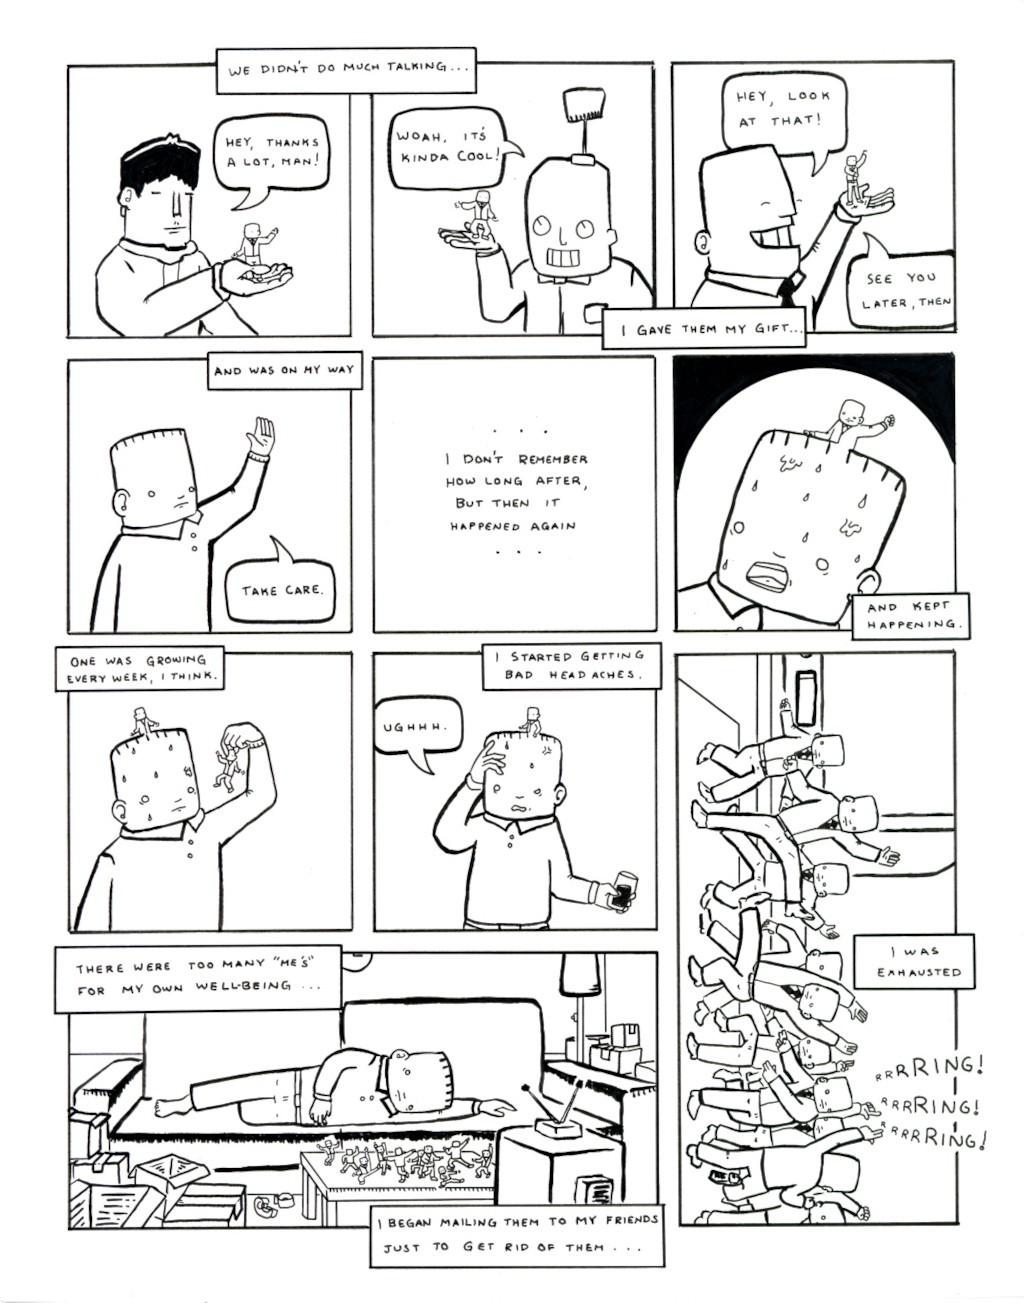 WE DIDN'T DO MUCH TALKING...
HEY, THANKS
A LOT, MAN!
WOAH, IT'S
KINDA COOL!
HEY, LOOK
AT THAT!
SEE YOU
LATER, THEN
I GAVE THEM MY GIFT...
AND WAS ON MY WAY
TAKE CARE.
...
I DON'T REMEMBER
HOW LONG AFTER,
BUT THEN IT
HAPPENED AGAIN
...
AND KEPT
HAPPENING.
ONE WAS GROWING
EVERY WEEK, I THINK.
I STARTED GETTING
BAD HEADACHES.
UGHHH.
THERE WERE TOO MANY "ME'S"
FOR MY OWN WELL-BEING ...
I BEGAN MAILING THEM TO MY FRIENDS
JUST TO GET RID OF THEM ...
I WAS
EXHAUSTED
RRRRING!
RRRRING!
RRRRRING!